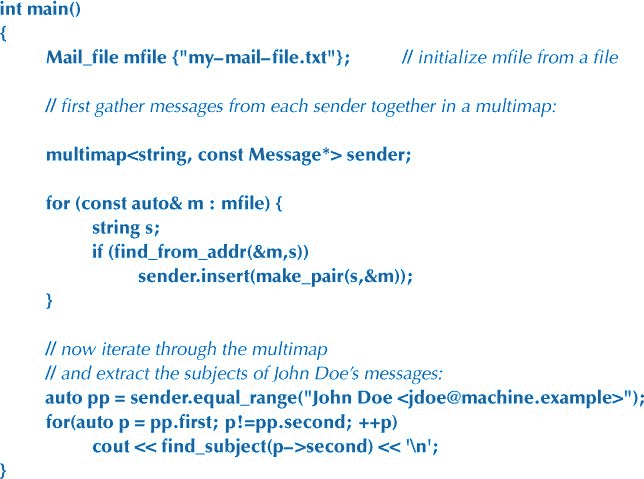 int main()
{
Mail_file mfile {"my–mail–file.txt"}; // initialize mfile from a file
// first gather messages from each sender together in a multimap:
multimap<string, const Message*> sender;
for (const auto& m : mfile) {
string s;
if (find_from_addr(&m,s))
sender.insert(make_pair(s,&m));
}
// now iterate through the multimap
// and extract the subjects of John Doe’s messages:
auto pp = sender.equal_range("John Doe <jdoe@machine.example>");
for(auto p = pp.first; p!=pp.second; ++p)
cout << find_subject(p–>second) << '\n';
}